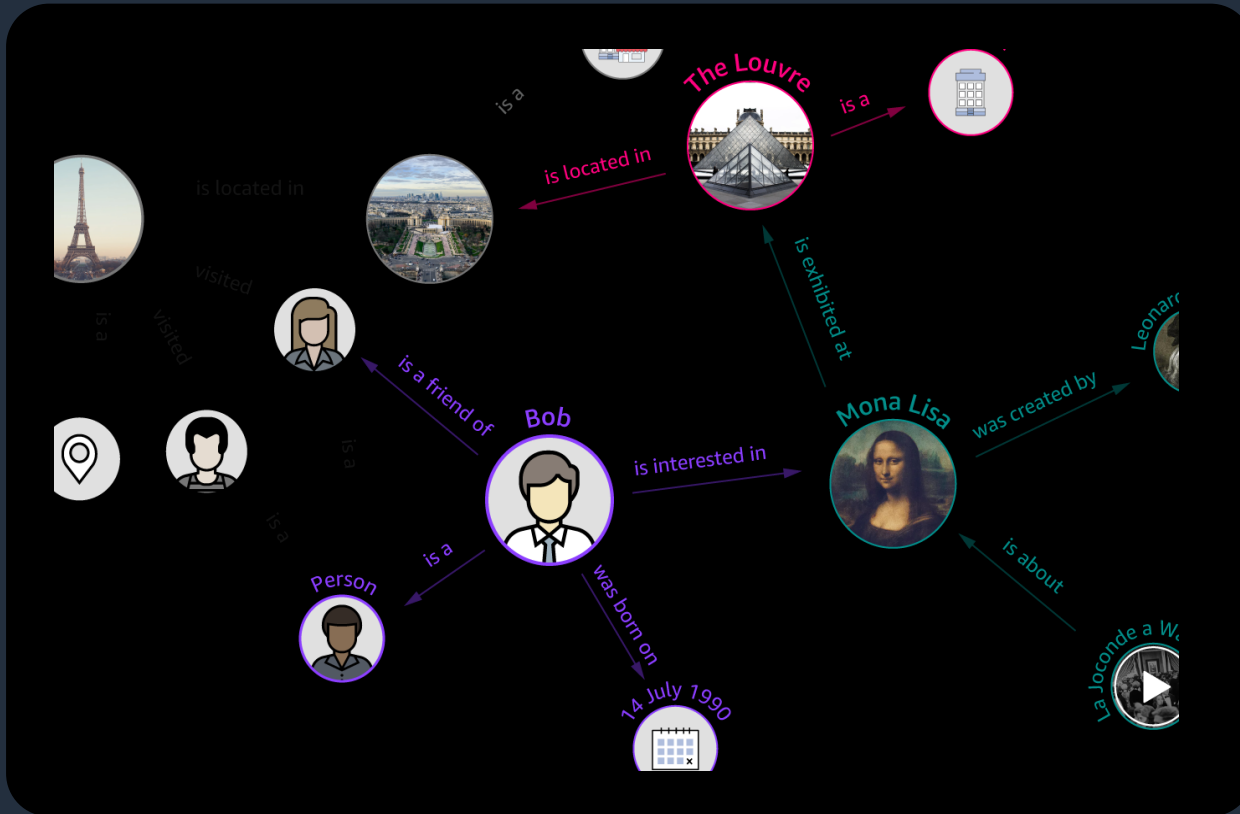 The Louvre
is a
is a
is located in
is located in
visited
is a
visited
is exhibited at
is a friend of
Bob
is interested in
Mona Lisa
was created by
is a
is a
is a
Person
was born on
14 July 1990
is about
La Joconde a